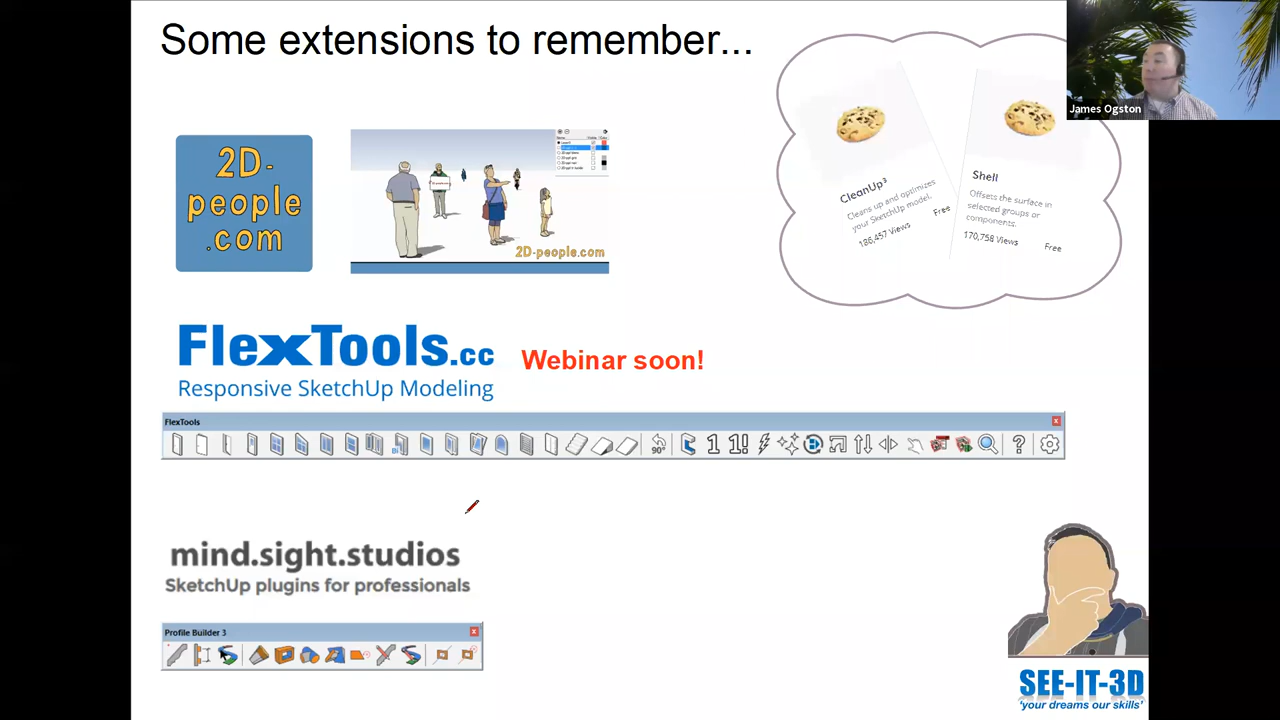 Some extensions to remember...
James Ogston
2D-
people
.com
2D-people.com
CleanUp³
Cleans up and optimizes
your SketchUp model.
Free
186,457 Views
Shell
Offsets the surface in
selected groups or
components.
170,758 Views
Free
FlexTools.cc
Responsive SketchUp Modeling
Webinar soon!
FlexTools
90°
1
1!
?
mind.sight.studios
SketchUp plugins for professionals
Profile Builder 3
SEE-IT-3D
'your dreams our skills'